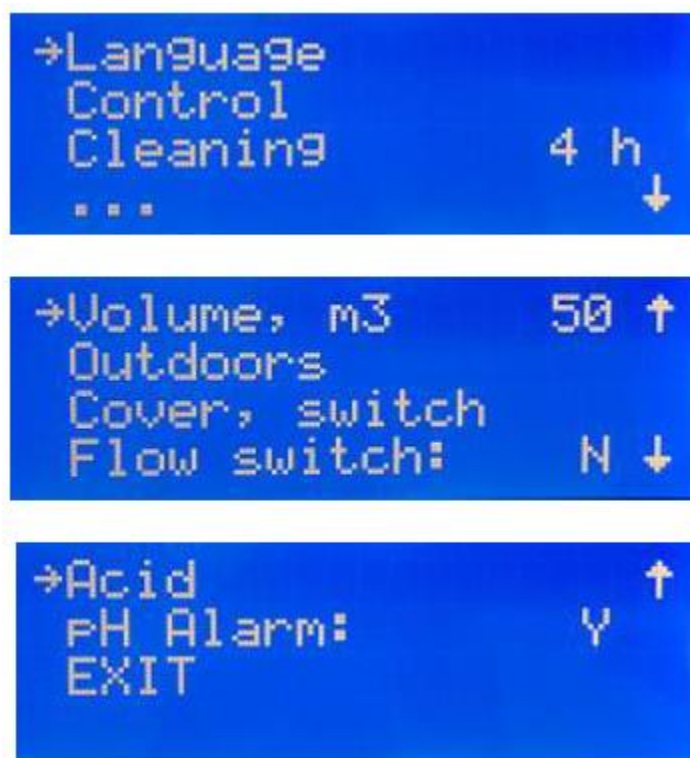 →Language
Control
Cleaning 4 h
... ↓
→Volume, m3 50 ↑
Outdoors
Cover, switch
Flow switch: N ↓
→Acid ↑
pH Alarm: Y
EXIT